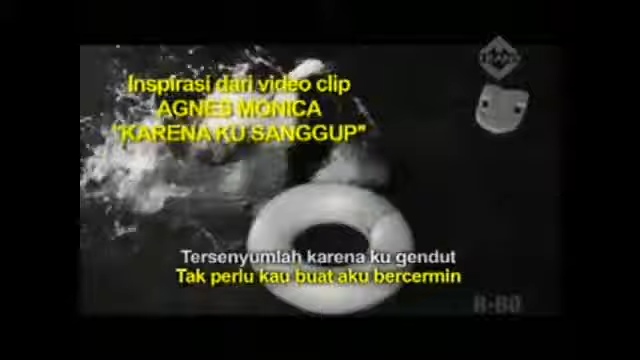 Inspirasi dari video clip
AGNES MONICA
"KARENA KU SANGGUP"
Tersenyumlah karena ku gendut
Tak perlu kau buat aku bercermin
R-BO